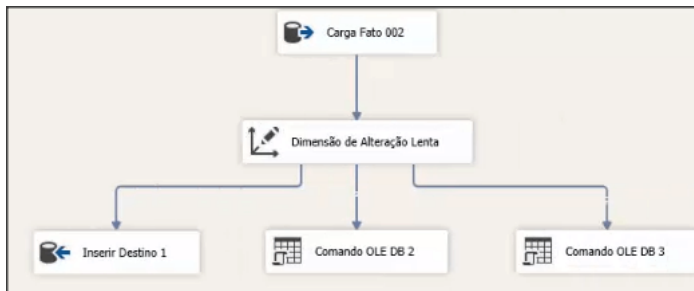 Carga Fato 002
Dimensão de Alteração Lenta
Inserir Destino 1
Comando OLE DB 2
Comando OLE DB 3